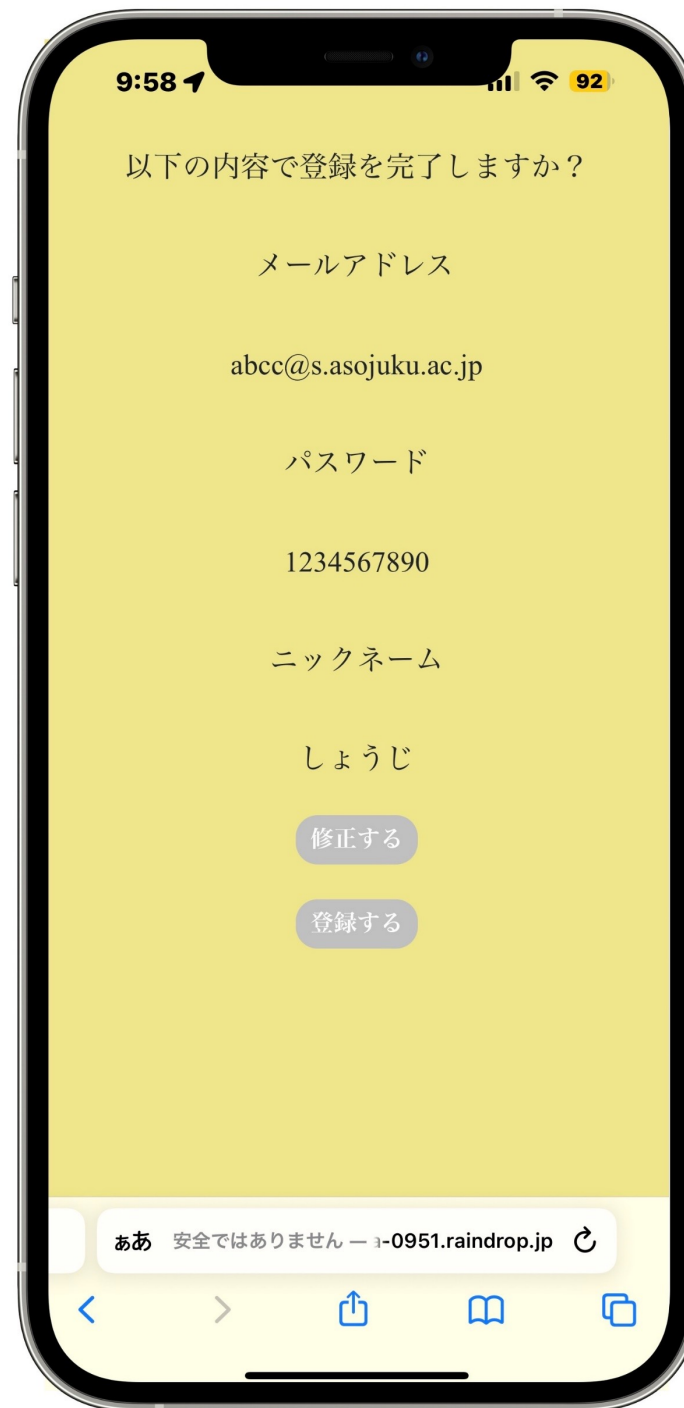 9:58
92
以下の内容で登録を完了しますか？
メールアドレス
abcc@s.asojuku.ac.jp
パスワード
1234567890
ニックネーム
しょうじ
修正する
登録する
ぁあ 安全ではありません — -0951.raindrop.jp